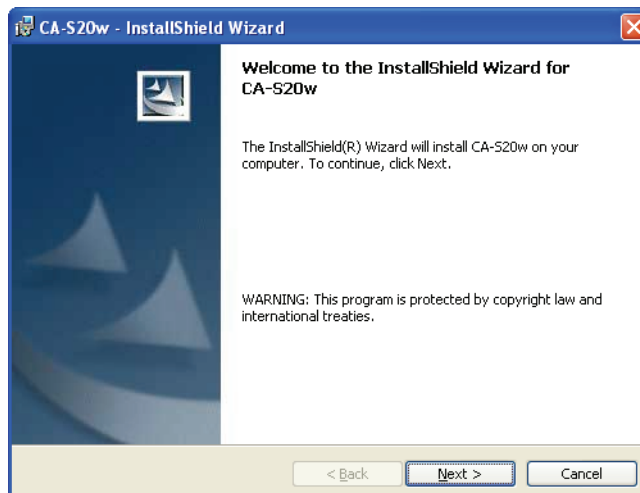 CA-S20w - InstallShield Wizard
Welcome to the InstallShield Wizard for
CA-S20w
The InstallShield(R) Wizard will install CA-S20w on your
computer. To continue, click Next.
WARNING: This program is protected by copyright law and
international treaties.
< Back
Next >
Cancel